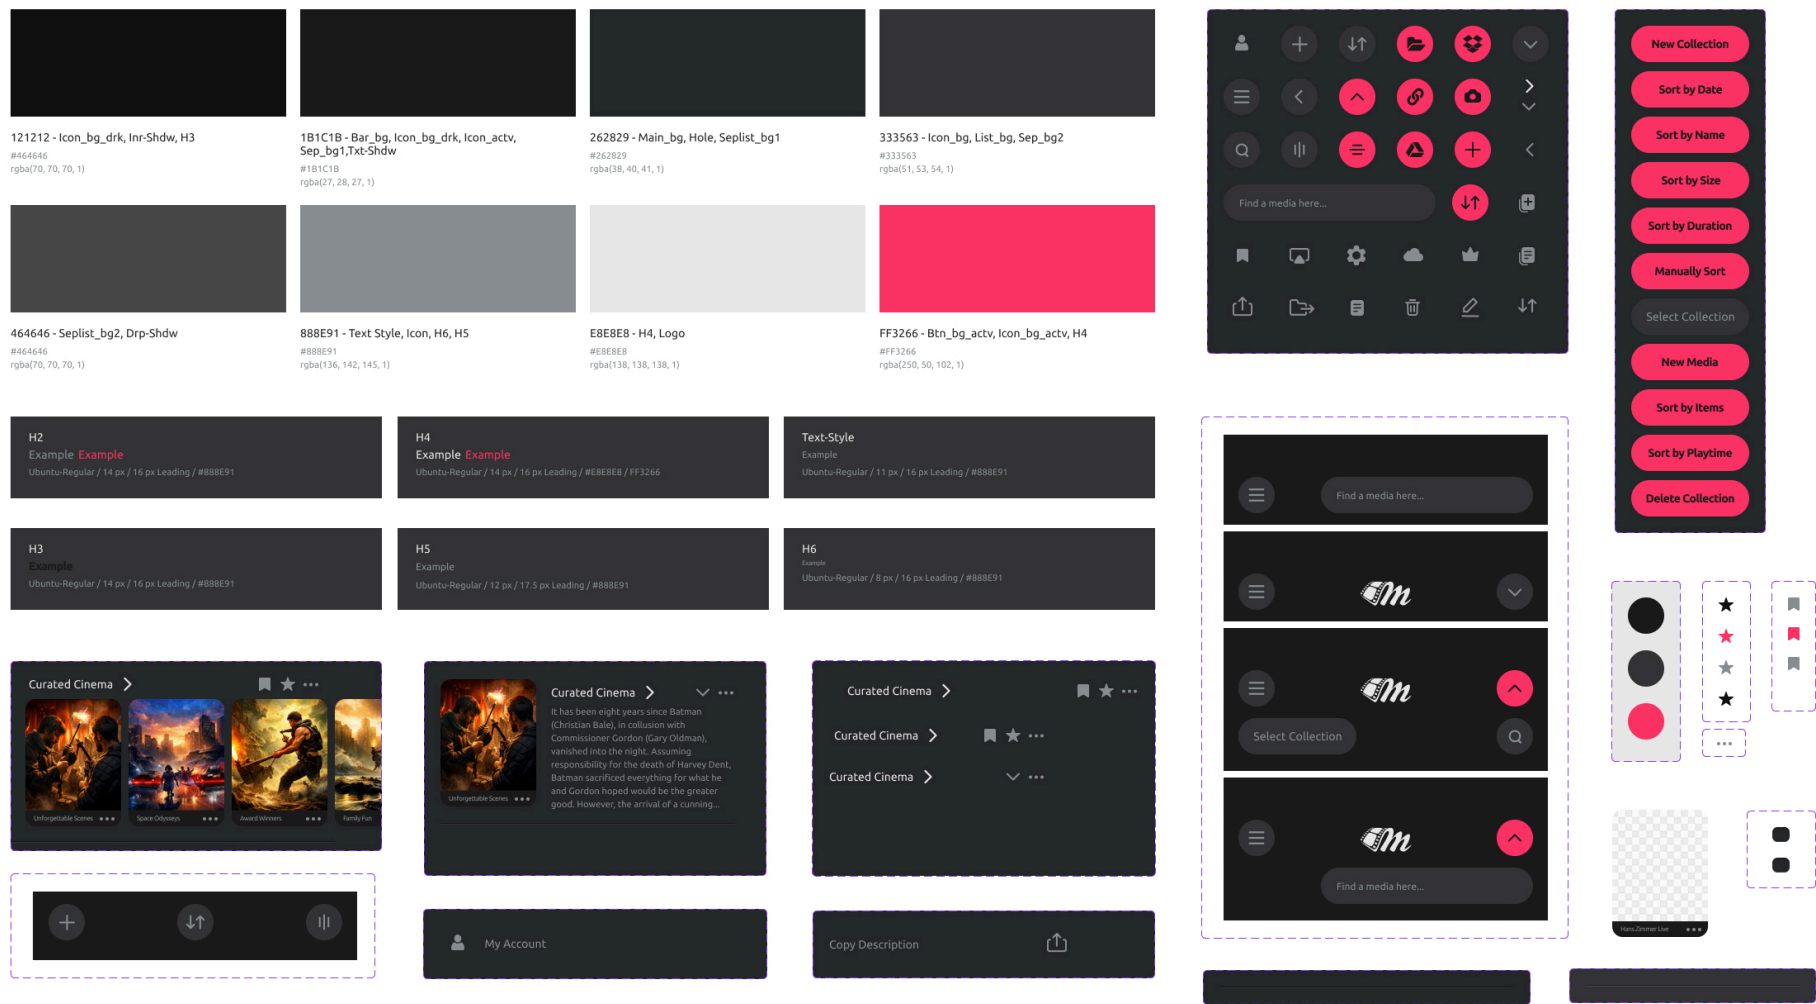 121212 - Icon_bg_drk, Inr-Shdw, H3
#464646
rgba(70, 70, 70, 1)
1B1C1B - Bar_bg, Icon_bg_drk, Icon_actv,
Sep_bg1,Txt-Shdw
#1B1C1B
rgba(27, 28, 27, 1)
262829 - Main_bg, Hole, Seplist_bg1
#262829
rgba(38, 40, 41, 1)
333563 - Icon_bg, List_bg, Sep_bg2
#333563
rgba(51, 53, 54, 1)
464646 - Seplist_bg2, Drp-Shdw
#464646
rgba(70, 70, 70, 1)
888E91 - Text Style, Icon, H6, H5
#888E91
rgba(136, 142, 145, 1)
E8E8E8 - H4, Logo
#E8E8E8
rgba(138, 138, 138, 1)
FF3266 - Btn_bg_actv, Icon_bg_actv, H4
#FF3266
rgba(250, 50, 102, 1)
H2
Example Example
Ubuntu-Regular / 14 px / 16 px Leading / #888E91
H4
Example Example
Ubuntu-Regular / 14 px / 16 px Leading / #E8E8E8 / FF3266
Text-Style
Example
Ubuntu-Regular / 11 px / 16 px Leading / #888E91
H3
Example
Ubuntu-Regular / 14 px / 16 px Leading / #888E91
H5
Example
Ubuntu-Regular / 12 px / 17.5 px Leading / #888E91
H6
Example
Ubuntu-Regular / 8 px / 16 px Leading / #888E91
Curated Cinema
Unforgettable Scenes
Space Odysseys
Award Winners
Family Fun
Curated Cinema
It has been eight years since Batman
(Christian Bale), in collusion with
Commissioner Gordon (Gary Oldman),
vanished into the night. Assuming
responsibility for the death of Harvey Dent,
Batman sacrificed everything for what he
and Gordon hoped would be the greater
good. However, the arrival of a cunning...
Unforgettable Scenes
Curated Cinema
Curated Cinema
Curated Cinema
My Account
Copy Description
Find a media here...
Find a media here...
m
m
Select Collection
m
Find a media here...
New Collection
Sort by Date
Sort by Name
Sort by Size
Sort by Duration
Manually Sort
Select Collection
New Media
Sort by Items
Sort by Playtime
Delete Collection
Hans Zimmer Live